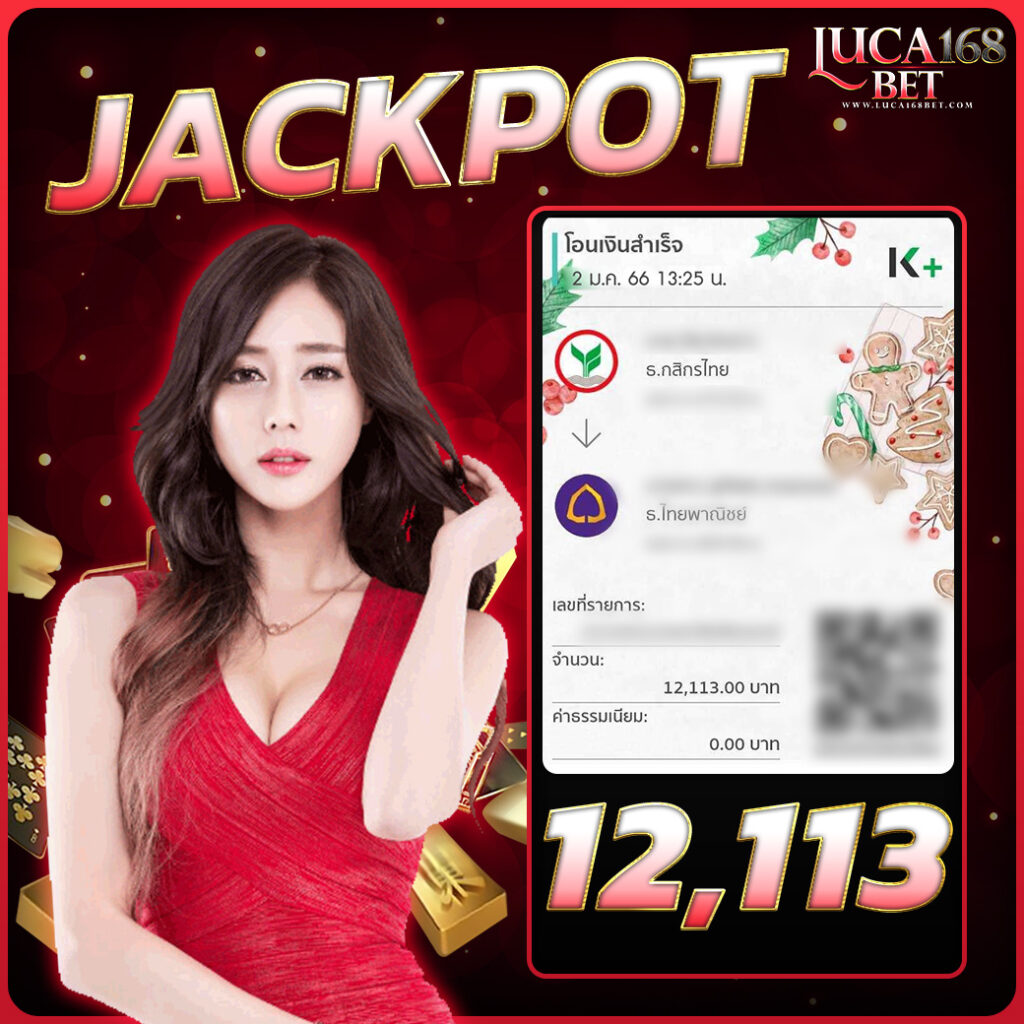 LUCA168
BET
WWW.LUCA168BET.COM
JACKPOT
โอนเงินสำเร็จ
2 ม.ค. 66 13:25 น.
K+
ธ.กสิกรไทย
ธ.ไทยพาณิชย์
เลขที่รายการ:
จำนวน:
12,113.00 บาท
ค่าธรรมเนียม:
0.00 บาท
12,113